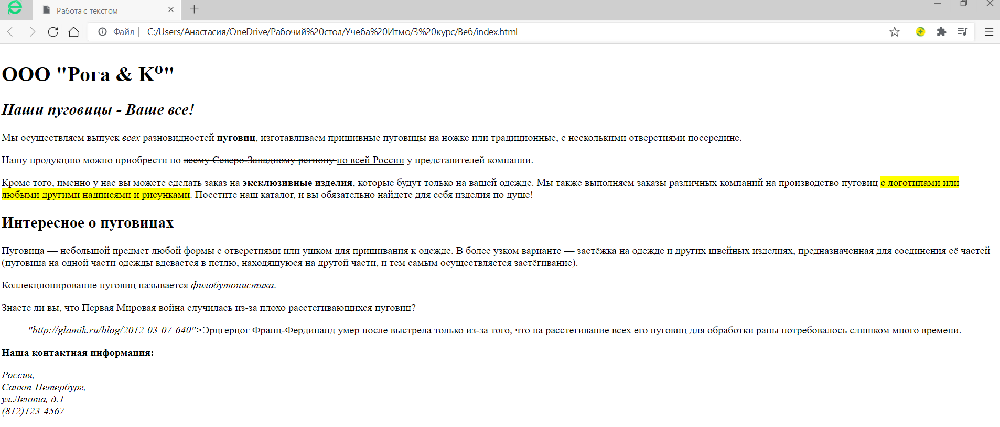 Работа с текстом
Файл | C:/Users/Анастасия/OneDrive/Рабочий%20стол/Учеба%20Итмо/3%20курс/Веб/index.html
ООО "Рога & Kº"
Наши пуговицы - Ваше все!
Мы осуществляем выпуск всех разновидностей пуговиц, изготавливаем пришивные пуговицы на ножке или традиционные, с несколькими отверстиями посередине.
Нашу продукцию можно приобрести по всему Северо-Западному региону по всей России у представителей компании.
Кроме того, именно у нас вы можете сделать заказ на эксклюзивные изделия, которые будут только на вашей одежде. Мы также выполняем заказы различных компаний на производство пуговиц с логотипами или
любыми другими надписями и рисунками. Посетите наш каталог, и вы обязательно найдете для себя изделия по душе!
Интересное о пуговицах
Пуговица — небольшой предмет любой формы с отверстиями или ушком для пришивания к одежде. В более узком варианте — застёжка на одежде и других швейных изделиях, предназначенная для соединения её частей
(пуговица на одной части одежды вдевается в петлю, находящуюся на другой части, и тем самым осуществляется застёгивание).
Коллекционирование пуговиц называется филобутонистика.
Знаете ли вы, что Первая Мировая война случилась из-за плохо расстегивающихся пуговиц?
"http://glamik.ru/blog/2012-03-07-640">Эрцгерцог Франц-Фердинанд умер после выстрела только из-за того, что на расстегивание всех его пуговиц для обработки раны потребовалось слишком много времени.
Наша контактная информация:
Россия,
Санкт-Петербург,
ул.Ленина, д.1
(812)123-4567